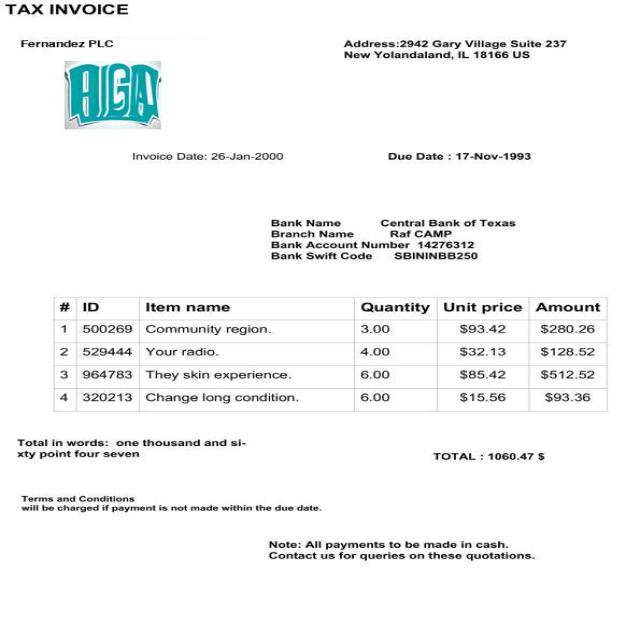 TAX INVOICE
Fernandez PLC
Address:2942 Gary Village Suite 237
New Yolandaland, IL 18166 US
Invoice Date: 26-Jan-2000 Due Date : 17-Nov-1993
Bank Name Central Bank of Texas
Branch Name Raf CAMP
Bank Account Number 14276312
Bank Swift Code SBININBB250
# ID Item name Quantity Unit price Amount
1 500269 Community region. 3.00 $93.42 $280.26
2 529444 Your radio. 4.00 $32.13 $128.52
3 964783 They skin experience. 6.00 $85.42 $512.52
4 320213 Change long condition. 6.00 $15.56 $93.36
Total in words: one thousand and si-
xty point four seven
TOTAL : 1060.47 $
Terms and Conditions
will be charged if payment is not made within the due date.
Note: All payments to be made in cash.
Contact us for queries on these quotations.